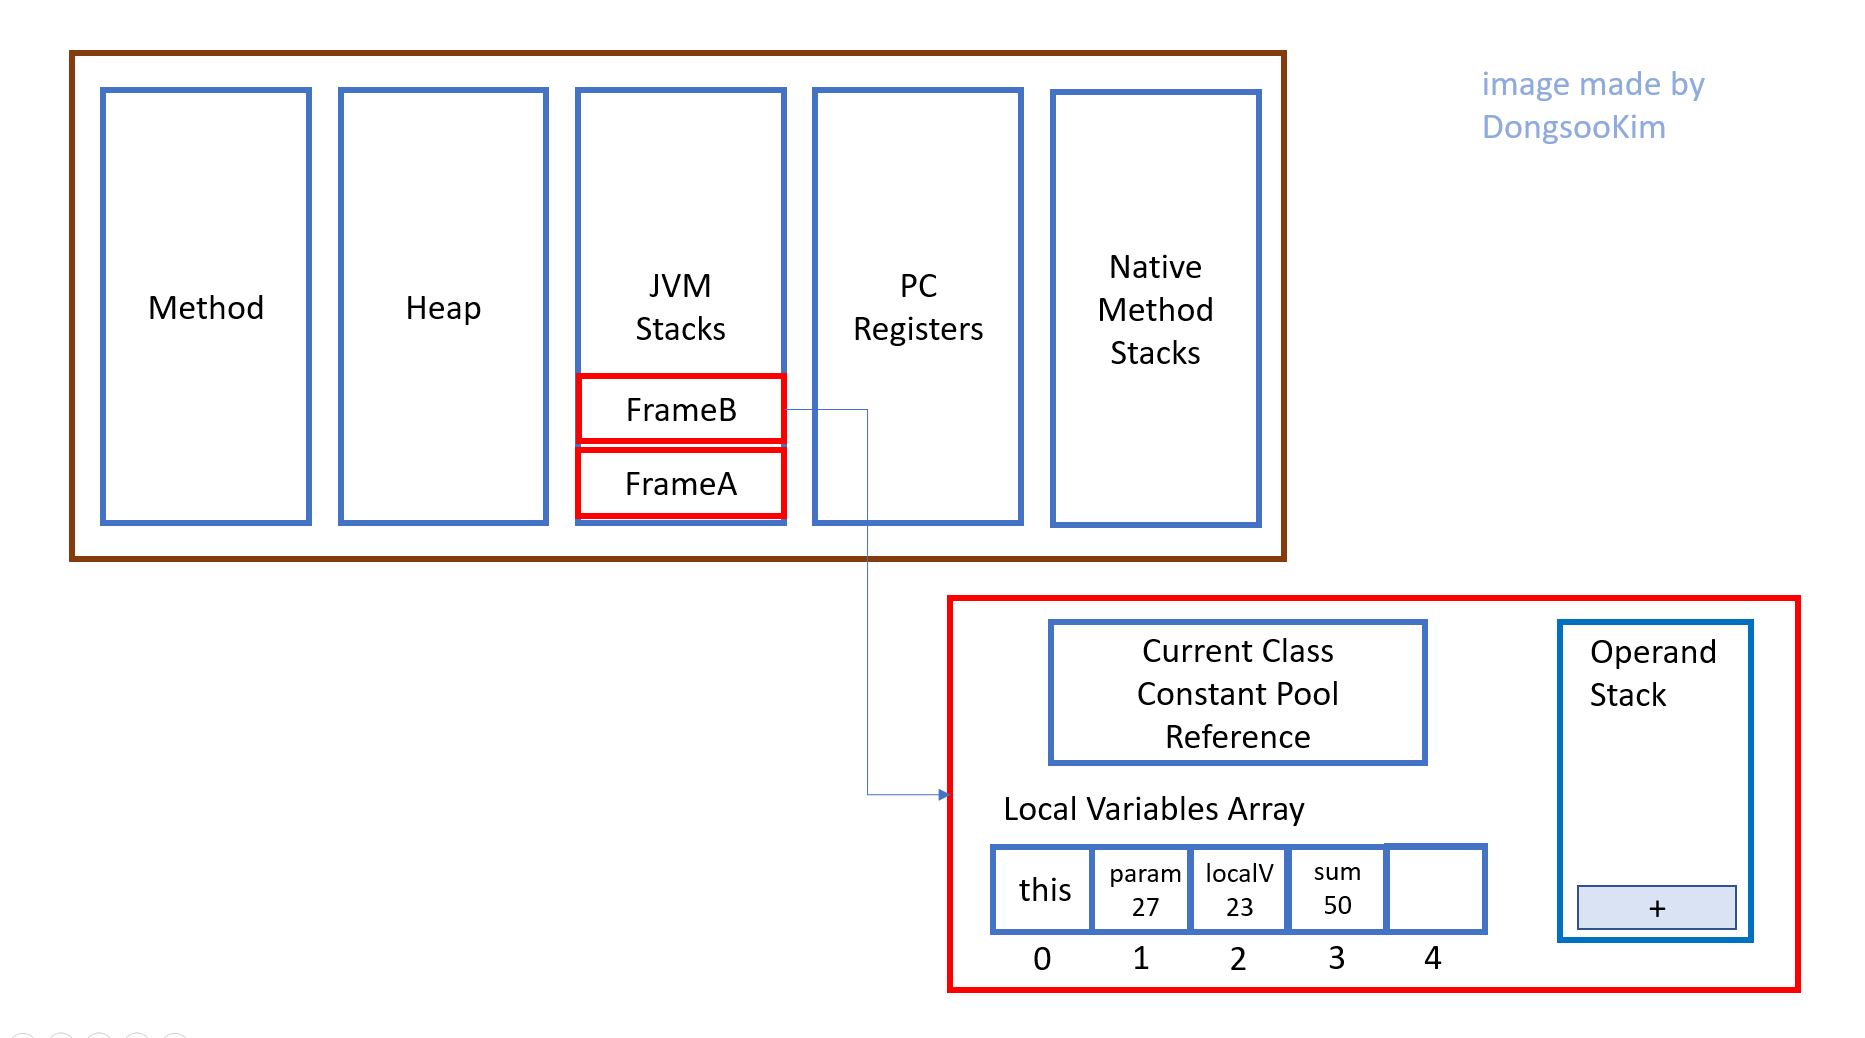 image made by
DongsooKim
Method
Heap
JVM
Stacks
PC
Registers
Native
Method
Stacks
FrameB
FrameA
Current Class
Constant Pool
Reference
Operand
Stack
Local Variables Array
this
param
27
localV
23
sum
50
+
0 1 2 3 4